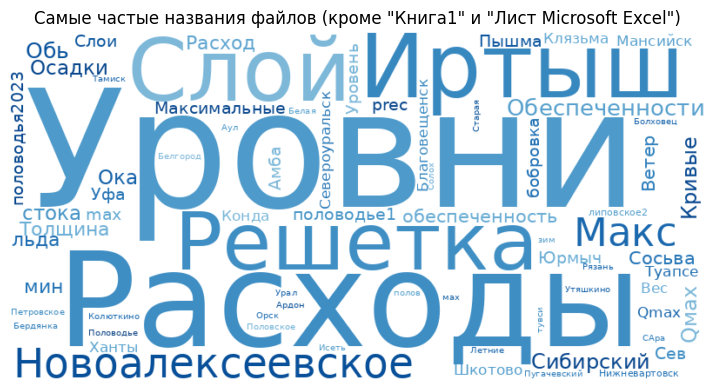 Самые частые названия файлов (кроме "Книга1" и "Лист Microsoft Excel")
Обь
Слои
Расход
Слой
Иртыш
Пышма
Клязьма
Мансийск
Осадки
Тамиск
половодья2023
Уровни
Максимальные
Белая
Уровень
prec
Обеспеченности
Старая
Болховец
Аул
Североуральск
Благовещенск
бобровка
Ветер
Кривые
Белгород
Амба
Ока
Уфа
стока
max
Конда
половодье1
обеспеченность
липовское2
Толщина
льда
Решетка
Макс
зим
Юрмыч
Сосьва
Рязань
Туапсе
мин
Расходы
Урал
полов
мах
Утяшкино
Вес
Qmax
Qmax
Петровское
Колюткино
Ардон
Орск
тувси
Бердянка
Половодье
Половское
САра
Ханты
Исеть
Летние
Сев
Новоалексеевское
Шкотово
Сибирский
Пугачевский
Нижневартовск